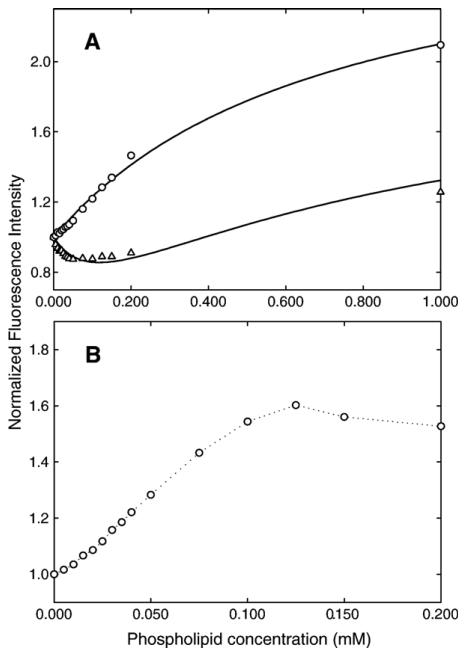 A
2.0
1.6
1.2
0.8
0.000 0.200 0.400 0.600 0.800 1.000
Normalized Fluorescence Intensity
B
1.8
1.6
1.4
1.2
1.0
0.000 0.050 0.100 0.150 0.200
Phospholipid concentration (mM)